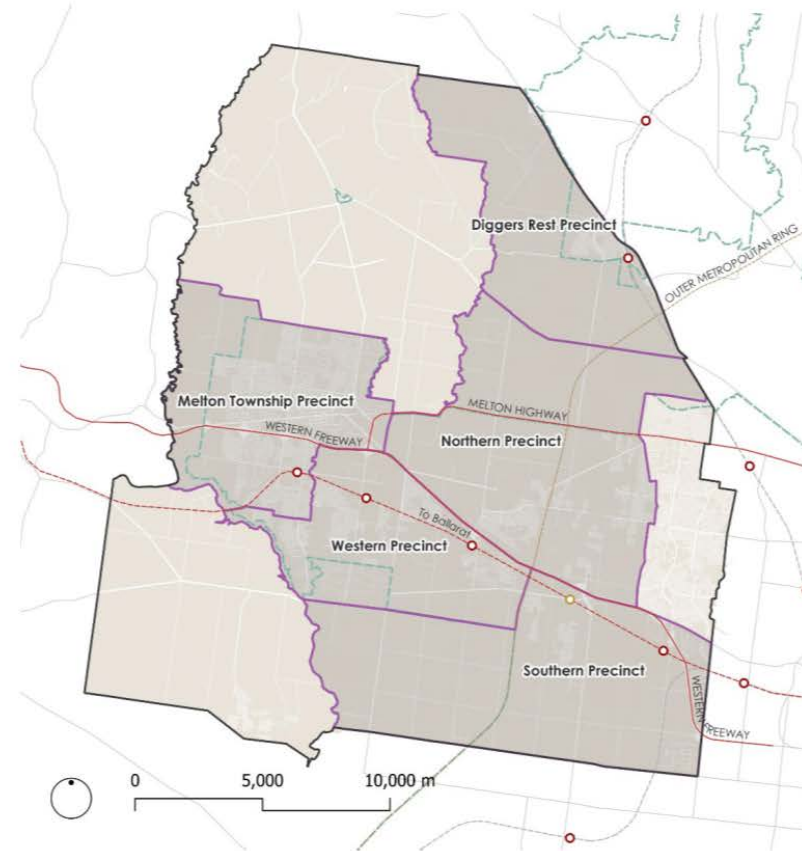 Diggers Rest Precinct
OUTER METROPOLITAN RING
Melton Township Precinct
MELTON HIGHWAY
WESTERN FREEWAY
Northern Precinct
To Ballarat
Western Precinct
Southern Precinct
WESTERN FREEWAY
0 5,000 10,000 m